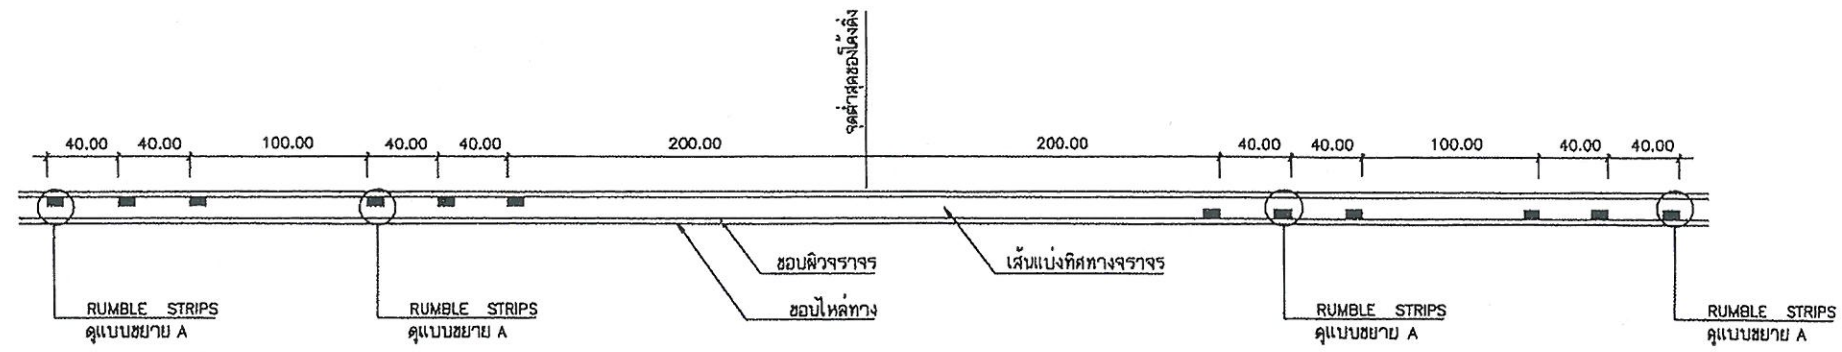 จุดต่ำสุดของโค้งดิ่ง
40.00 40.00 100.00 40.00 40.00 200.00 200.00 40.00 40.00 100.00 40.00 40.00
ขอบผิวจราจร
เส้นแบ่งทิศทางจราจร
ขอบไหล่ทาง
RUMBLE STRIPS
ดูแบบขยาย A
RUMBLE STRIPS
ดูแบบขยาย A
RUMBLE STRIPS
ดูแบบขยาย A
RUMBLE STRIPS
ดูแบบขยาย A